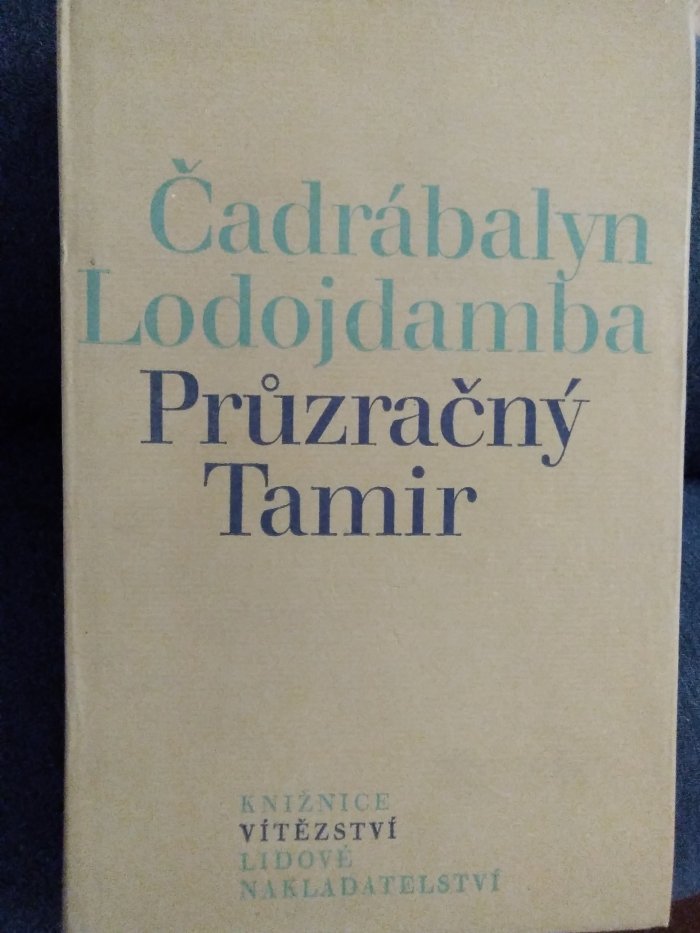 Čadrábalyn
Lodojdamba
Průzračný
Tamir
KNIŽNICE
VÍTĚZSTVÍ
LIDOVÉ
NAKLADATELSTVÍ